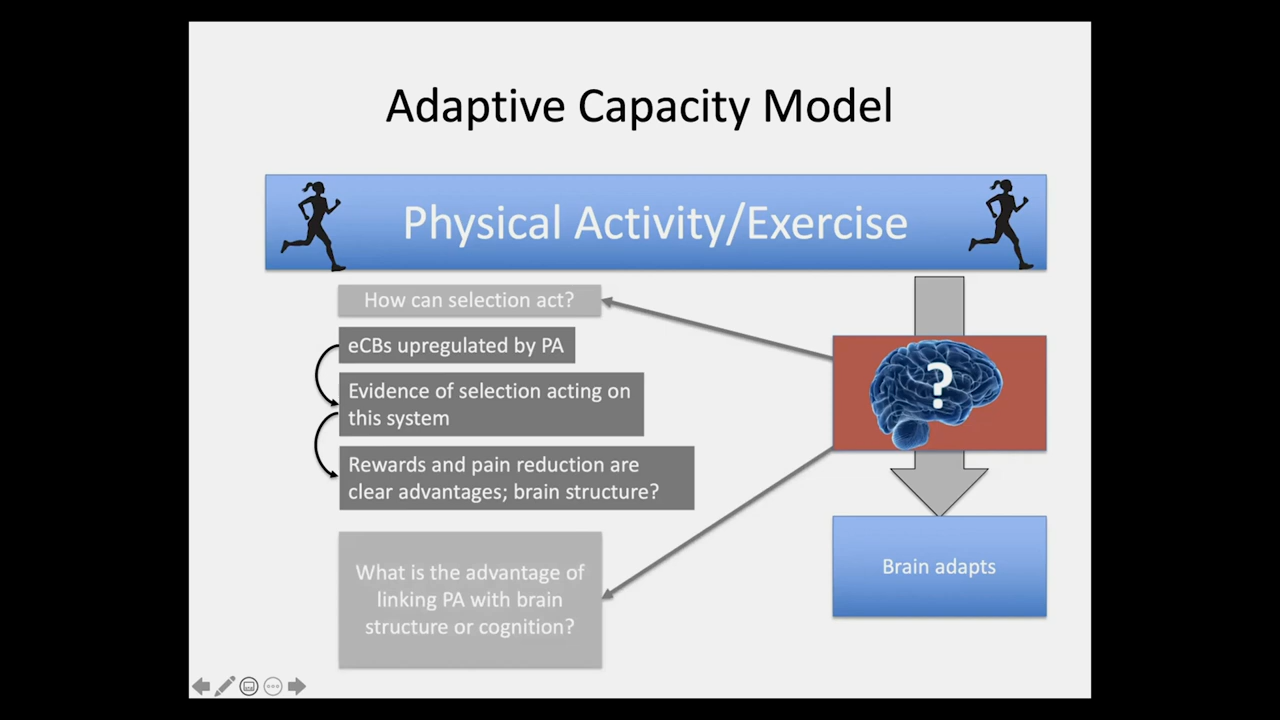 Adaptive Capacity Model
Physical Activity/Exercise
How can selection act?
eCBs upregulated by PA
Evidence of selection acting on
this system
Rewards and pain reduction are
clear advantages; brain structure?
What is the advantage of
linking PA with brain
structure or cognition?
?
Brain adapts